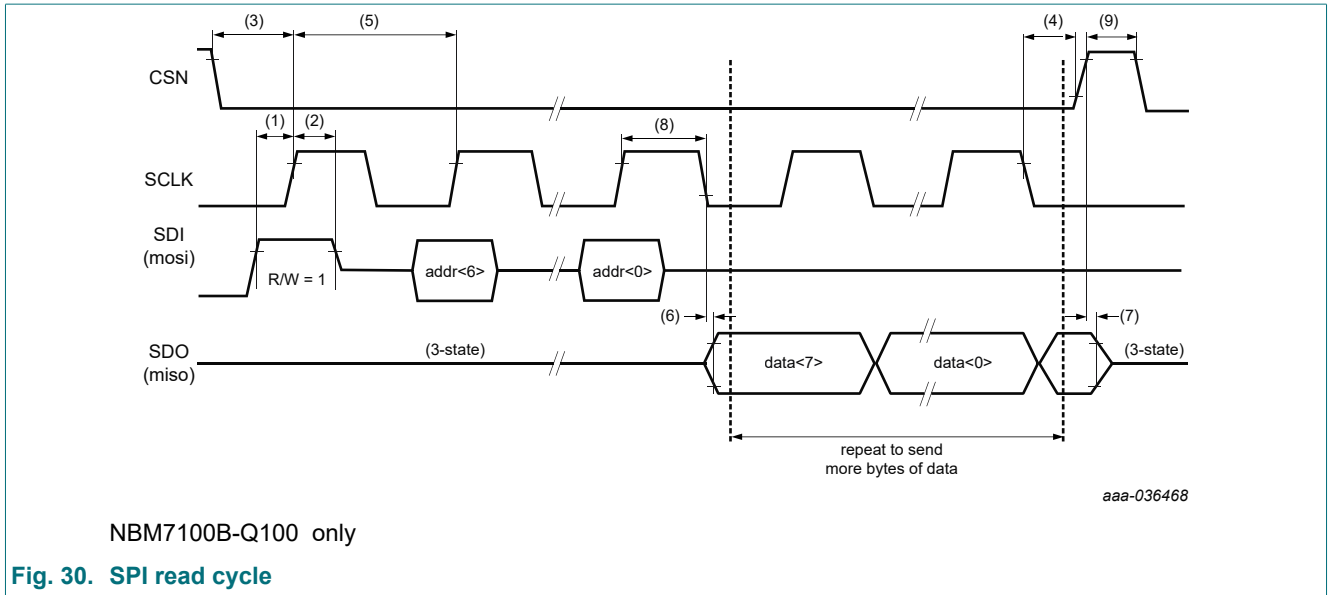 (3)
(5)
(4)
(9)
CSN
(1)
(2)
(8)
SCLK
SDI
(mosi)
R/W = 1
addr<6>
addr<0>
(6)
(7)
SDO
(miso)
(3-state)
data<7>
data<0>
(3-state)
repeat to send
more bytes of data
aaa-036468
NBM7100B-Q100 only
Fig. 30. SPI read cycle